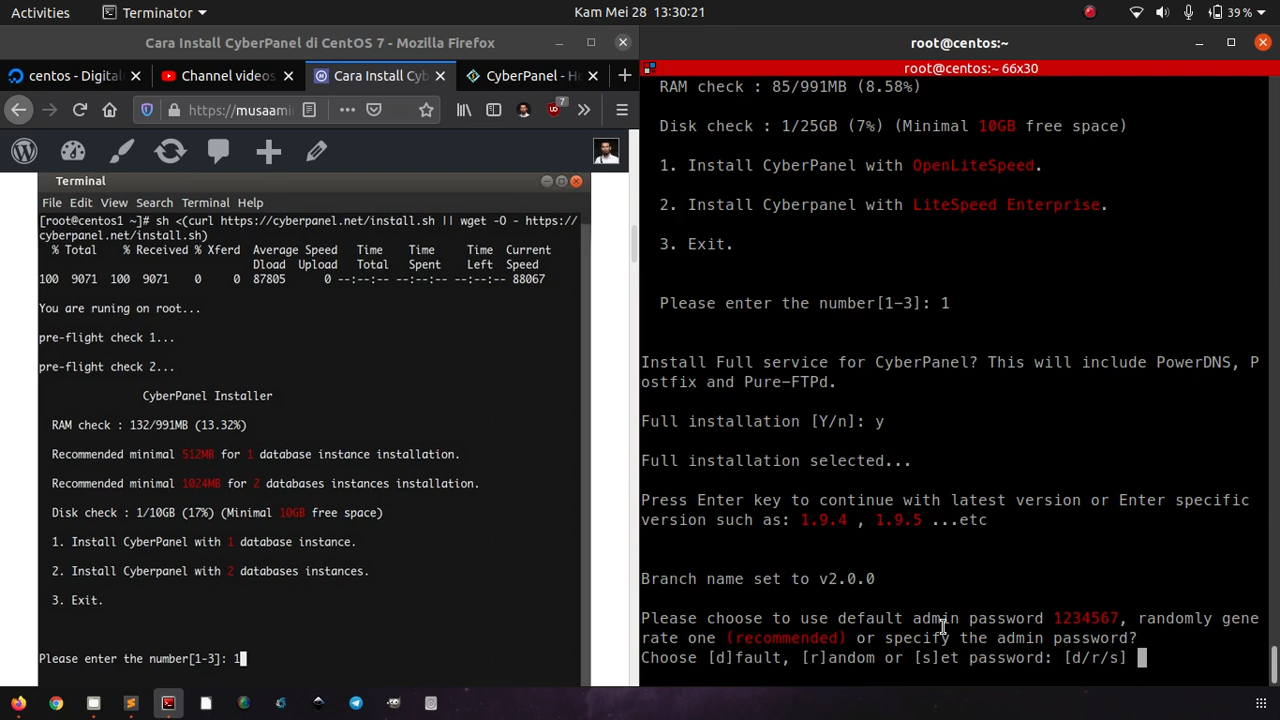 Activities
Terminator
Kam Mei 28 13:30:21
39 %
Cara Install CyberPanel di CentOS 7 - Mozilla Firefox
centos - Digital
Channel videos
Cara Install Cyb
CyberPanel - Ho
https://musaami
7
Terminal
File Edit View Search Terminal Help
[root@centos1 ~]# sh <(curl https://cyberpanel.net/install.sh || wget -O - https://
cyberpanel.net/install.sh)
% Total % Received % Xferd Average Speed Time Time Time Current
Dload Upload Total Spent Left Speed
100 9071 100 9071 0 0 87805 0 --:--:-- --:--:-- --:--:-- 88067
You are runing on root...
pre-flight check 1...
pre-flight check 2...
CyberPanel Installer
RAM check : 132/991MB (13.32%)
Recommended minimal 512MB for 1 database instance installation.
Recommended minimal 1024MB for 2 databases instances installation.
Disk check : 1/10GB (17%) (Minimal 10GB free space)
1. Install CyberPanel with 1 database instance.
2. Install Cyberpanel with 2 databases instances.
3. Exit.
Please enter the number[1-3]: 1
root@centos:~
root@centos:~ 66x30
RAM check : 85/991MB (8.58%)
Disk check : 1/25GB (7%) (Minimal 10GB free space)
1. Install CyberPanel with OpenLiteSpeed.
2. Install Cyberpanel with LiteSpeed Enterprise.
3. Exit.
Please enter the number[1-3]: 1
Install Full service for CyberPanel? This will include PowerDNS, P
ostfix and Pure-FTPd.
Full installation [Y/n]: y
Full installation selected...
Press Enter key to continue with latest version or Enter specific
version such as: 1.9.4 , 1.9.5 ...etc
Branch name set to v2.0.0
Please choose to use default admin password 1234567, randomly gene
rate one (recommended) or specify the admin password?
Choose [d]fault, [r]andom or [s]et password: [d/r/s]